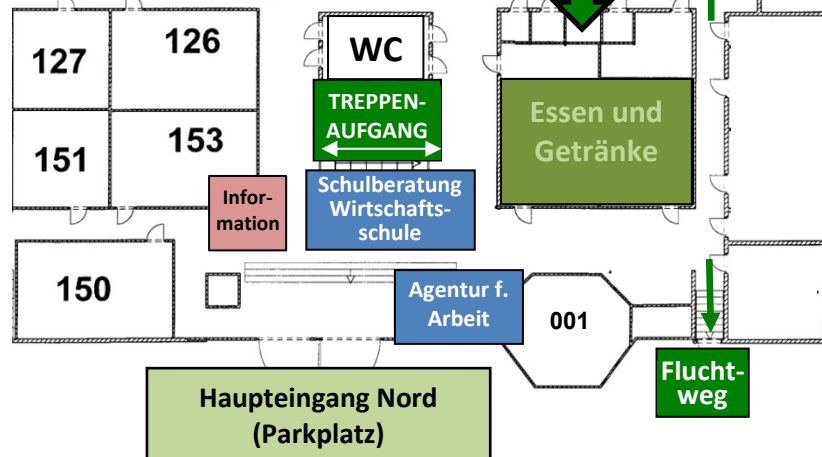 127
126
WC
TREPPEN-
AUFGANG
Essen und
Getränke
151
153
Infor-
mation
Schulberatung
Wirtschafts-
schule
150
Agentur f.
Arbeit
001
Flucht-
weg
Haupteingang Nord
(Parkplatz)